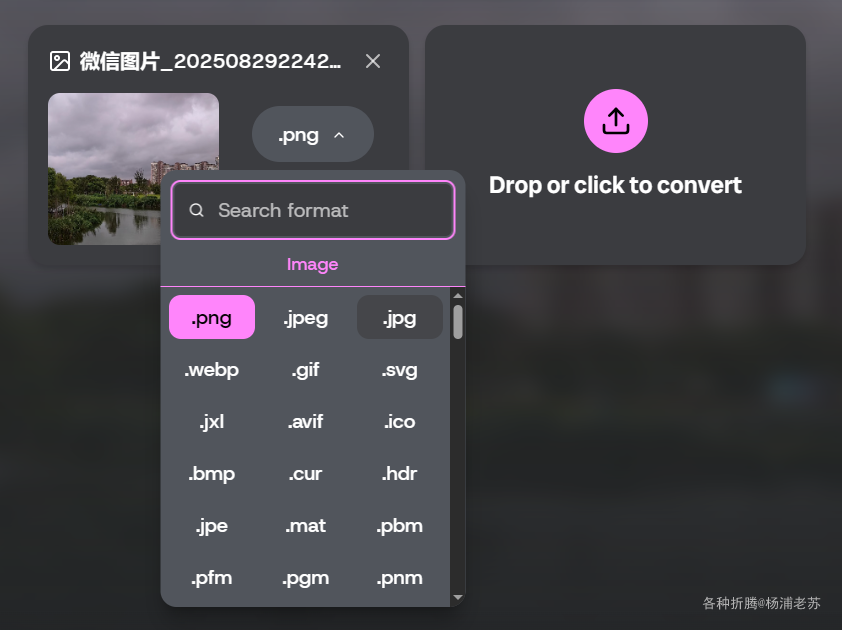 微信图片_202508292242...
.png
Drop or click to convert
Search format
Image
.png .jpeg .jpg
.webp .gif .svg
.jxl .avif .ico
.bmp .cur .hdr
.jpe .mat .pbm
.pfm .pgm .pnm
各种折腾@杨浦老苏